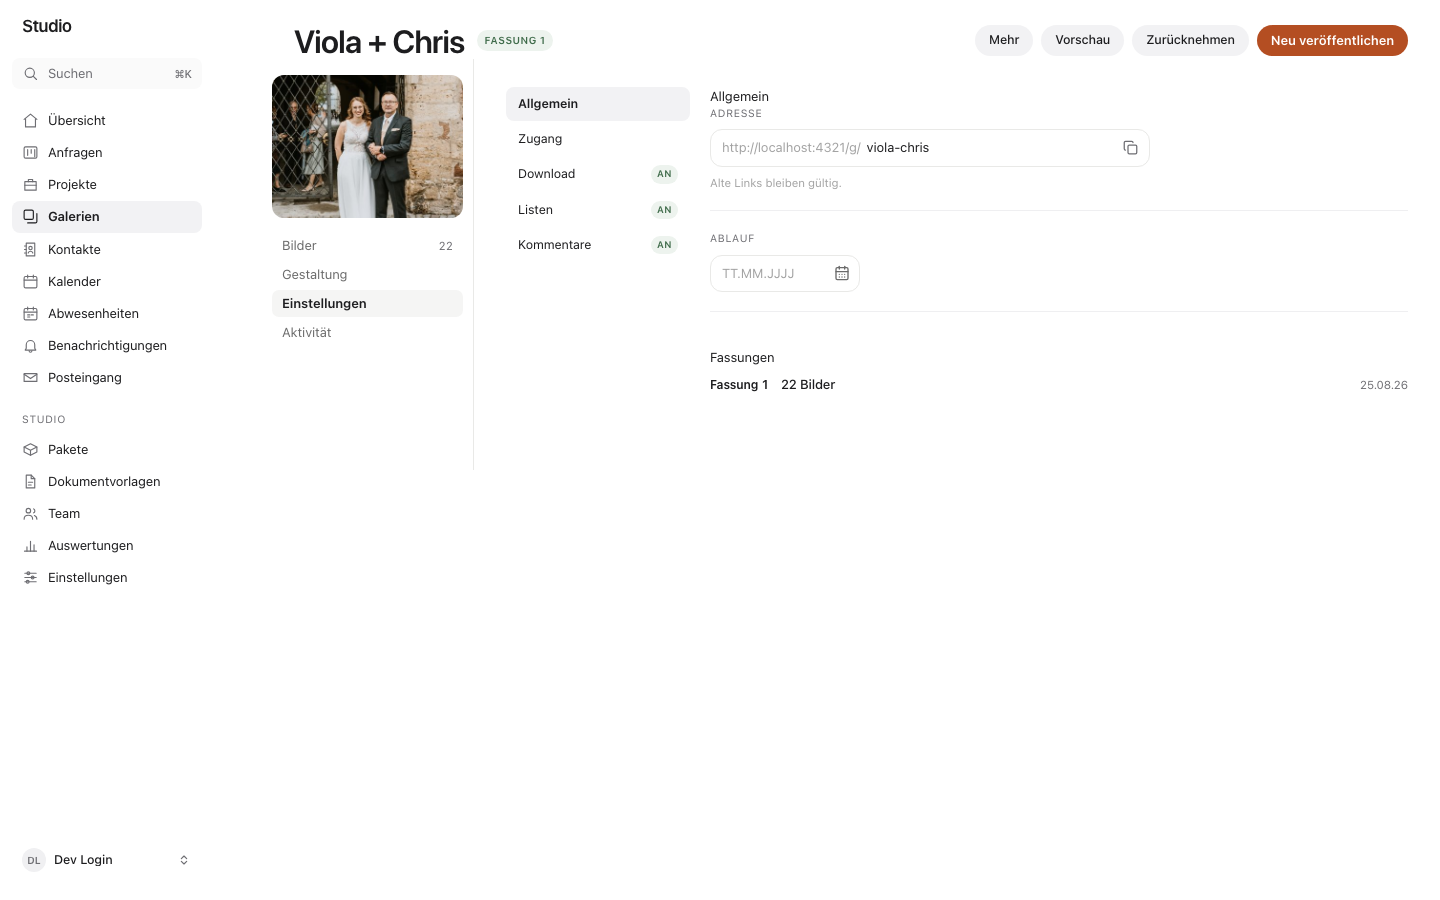 Studio
Suchen ⌘K
Übersicht
Anfragen
Projekte
Galerien
Kontakte
Kalender
Abwesenheiten
Benachrichtigungen
Posteingang
STUDIO
Pakete
Dokumentvorlagen
Team
Auswertungen
Einstellungen
DL Dev Login
Viola + Chris FASSUNG 1
Mehr Vorschau Zurücknehmen Neu veröffentlichen
Bilder 22
Gestaltung
Einstellungen
Aktivität
Allgemein
Zugang
Download AN
Listen AN
Kommentare AN
Allgemein
ADRESSE
http://localhost:4321/g/ viola-chris
Alte Links bleiben gültig.
ABLAUF
TT.MM.JJJJ
Fassungen
Fassung 1 22 Bilder 25.08.26